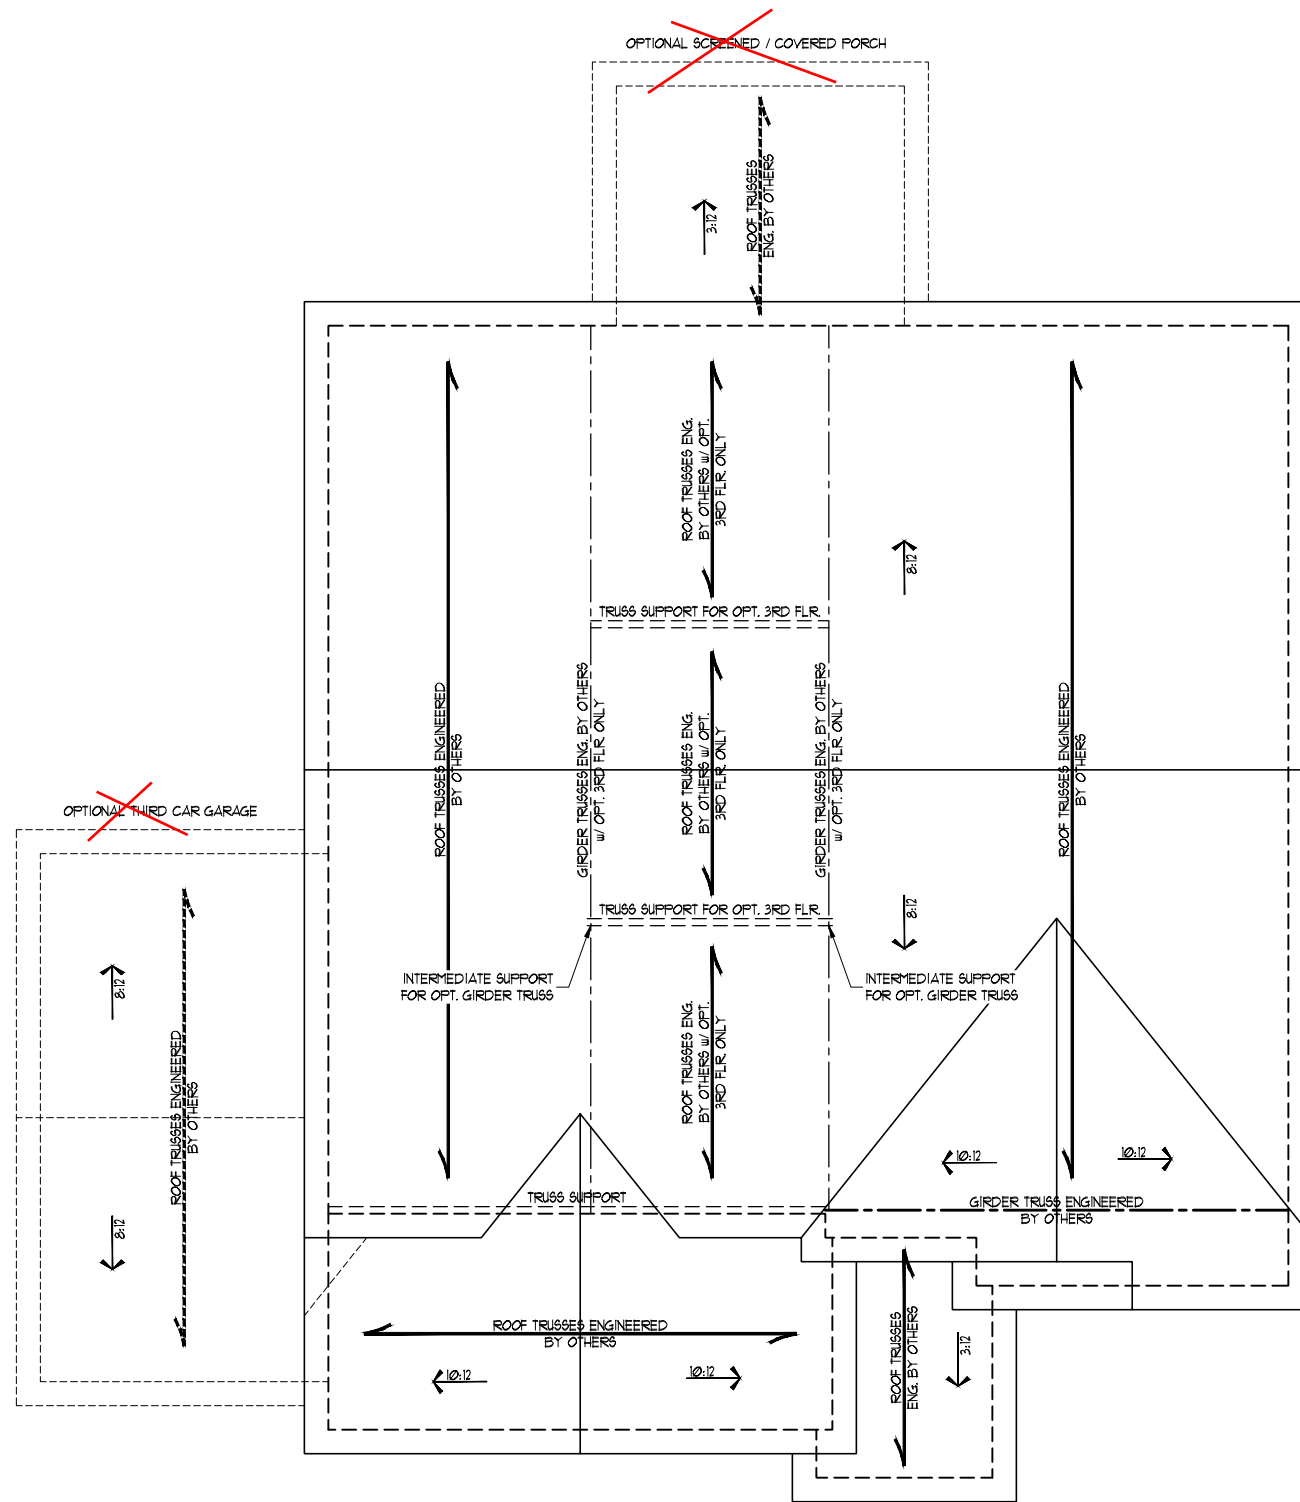 OPTIONAL SCREENED / COVERED PORCH
ROOF TRUSSES
ENG. BY OTHERS
3:12
ROOF TRUSSES ENG.
BY OTHERS w/ OPT.
3RD FLR. ONLY
8:12
TRUSS SUPPORT FOR OPT. 3RD FLR.
ROOF TRUSSES ENGINEERED
BY OTHERS
GIRDER TRUSSES ENG. BY OTHERS
w/ OPT. 3RD FLR ONLY
ROOF TRUSSES ENG.
BY OTHERS w/ OPT.
3RD FLR. ONLY
GIRDER TRUSSES ENG. BY OTHERS
w/ OPT. 3RD FLR ONLY
ROOF TRUSSES ENGINEERED
BY OTHERS
OPTIONAL THIRD CAR GARAGE
TRUSS SUPPORT FOR OPT. 3RD FLR.
8:12
INTERMEDIATE SUPPORT
FOR OPT. GIRDER TRUSS
INTERMEDIATE SUPPORT
FOR OPT. GIRDER TRUSS
8:12
ROOF TRUSSES ENG.
BY OTHERS w/ OPT.
3RD FLR ONLY
ROOF TRUSSES ENGINEERED
BY OTHERS
10:12
10:12
TRUSS SUPPORT
GIRDER TRUSS ENGINEERED
BY OTHERS
8:12
ROOF TRUSSES ENGINEERED
BY OTHERS
ROOF TRUSSES
ENG. BY OTHERS
3:12
10:12
10:12